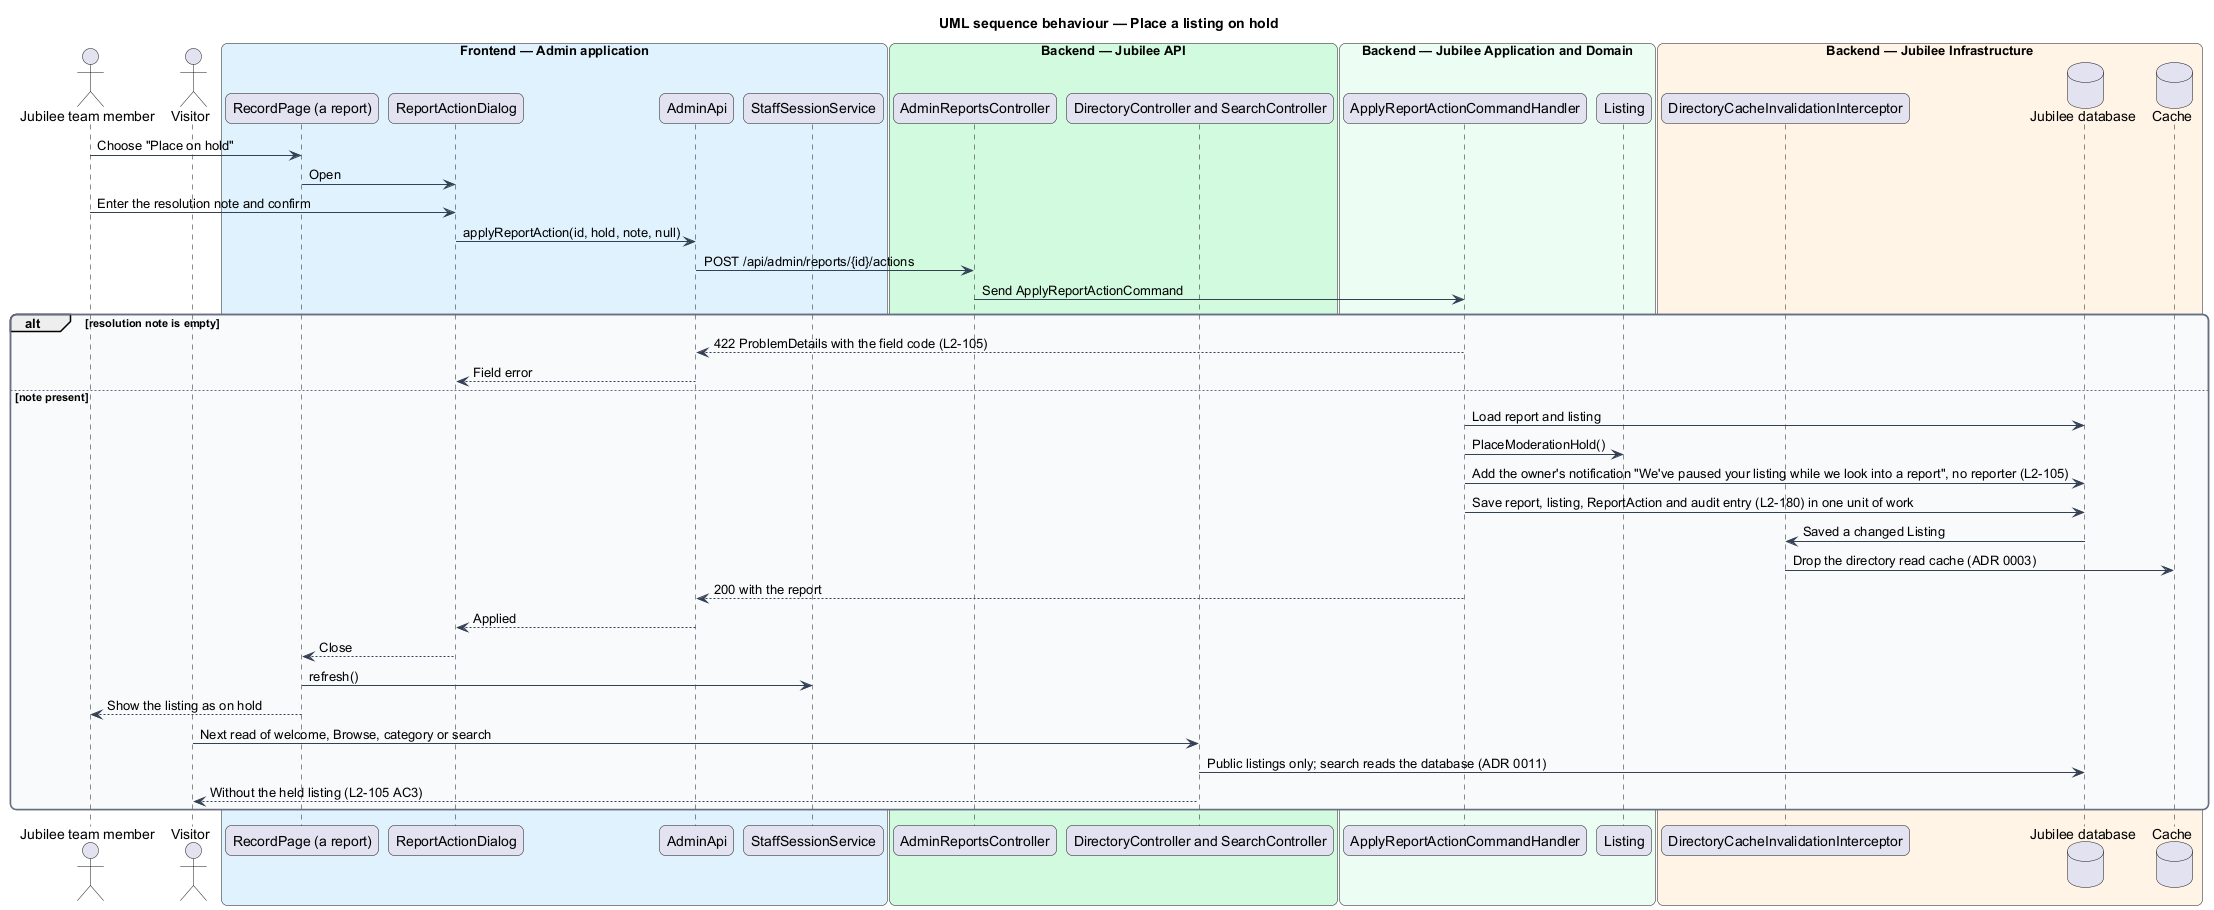 UML sequence behaviour — Place a listing on hold
Frontend — Admin application
Backend — Jubilee API
Backend — Jubilee Application and Domain
Backend — Jubilee Infrastructure
Jubilee team member
Visitor
RecordPage (a report)
ReportActionDialog
AdminApi
StaffSessionService
AdminReportsController
DirectoryController and SearchController
ApplyReportActionCommandHandler
Listing
DirectoryCacheInvalidationInterceptor
Jubilee database
Cache
Choose "Place on hold"
Open
Enter the resolution note and confirm
applyReportAction(id, hold, note, null)
POST /api/admin/reports/{id}/actions
Send ApplyReportActionCommand
alt
[resolution note is empty]
422 ProblemDetails with the field code (L2-105)
Field error
[note present]
Load report and listing
PlaceModerationHold()
Add the owner's notification "We've paused your listing while we look into a report", no reporter (L2-105)
Save report, listing, ReportAction and audit entry (L2-180) in one unit of work
Saved a changed Listing
Drop the directory read cache (ADR 0003)
200 with the report
Applied
Close
refresh()
Show the listing as on hold
Next read of welcome, Browse, category or search
Public listings only; search reads the database (ADR 0011)
Without the held listing (L2-105 AC3)
Jubilee team member
Visitor
RecordPage (a report)
ReportActionDialog
AdminApi
StaffSessionService
AdminReportsController
DirectoryController and SearchController
ApplyReportActionCommandHandler
Listing
DirectoryCacheInvalidationInterceptor
Jubilee database
Cache